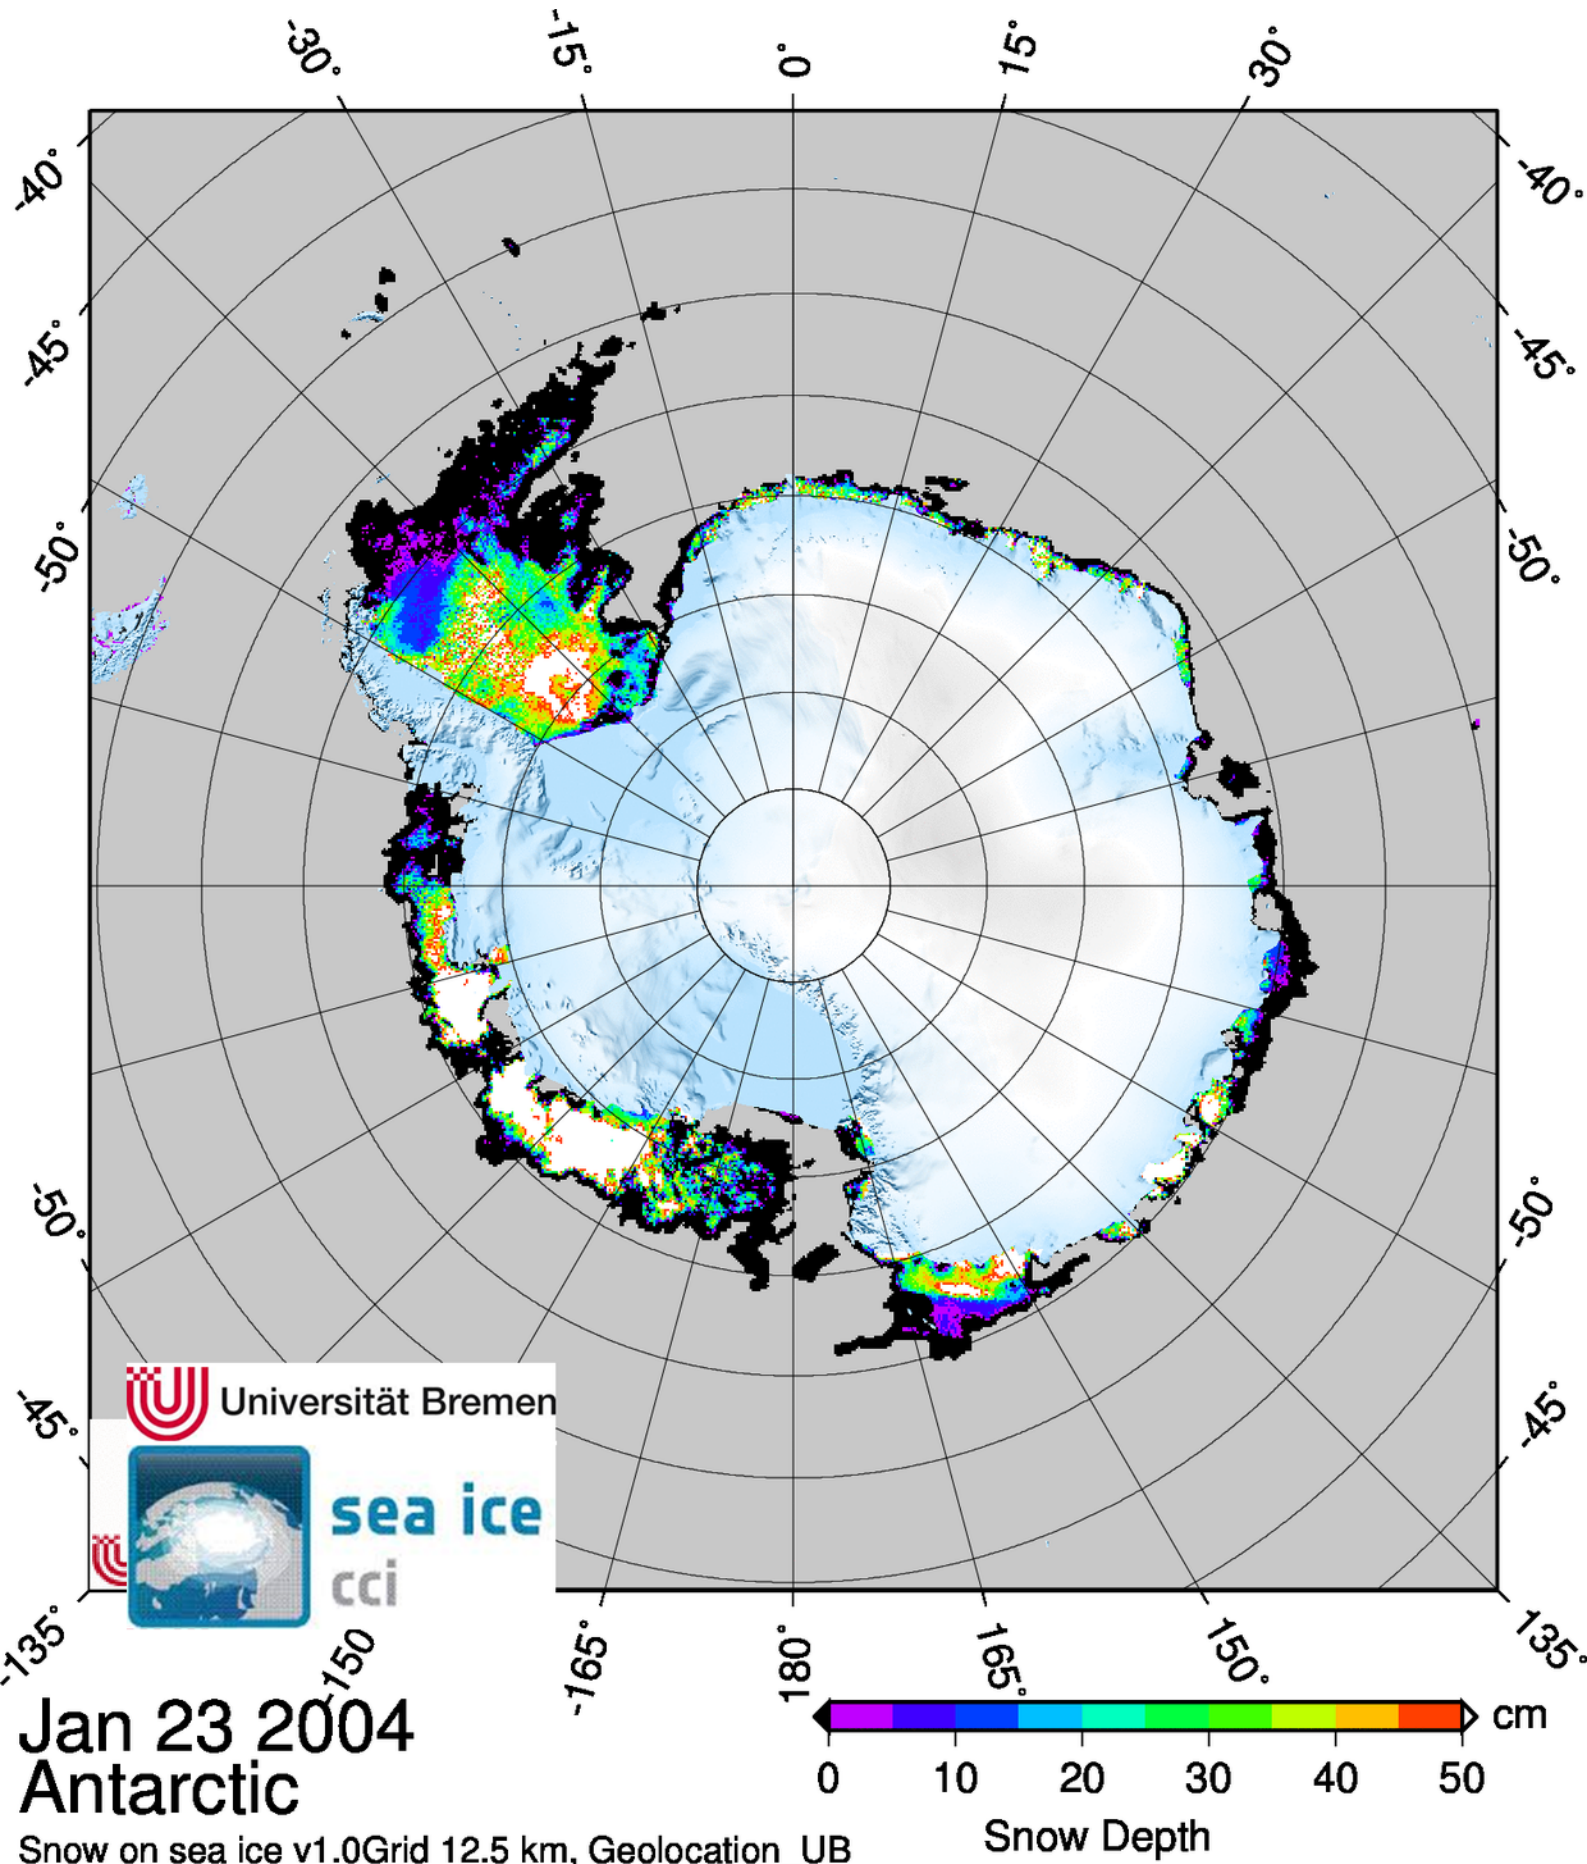 -30°
-15°
0°
15°
30°
-40°
-40°
-45°
-45°
-50°
-50°
-50°
-50°
-45°
-45°
Universität Bremen
sea ice
cci
-135°
-150
-165°
180°
165°
150°
135°
Jan 23 2004
Antarctic
Snow on sea ice v1.0Grid 12.5 km, Geolocation UB
cm
0 10 20 30 40 50
Snow Depth